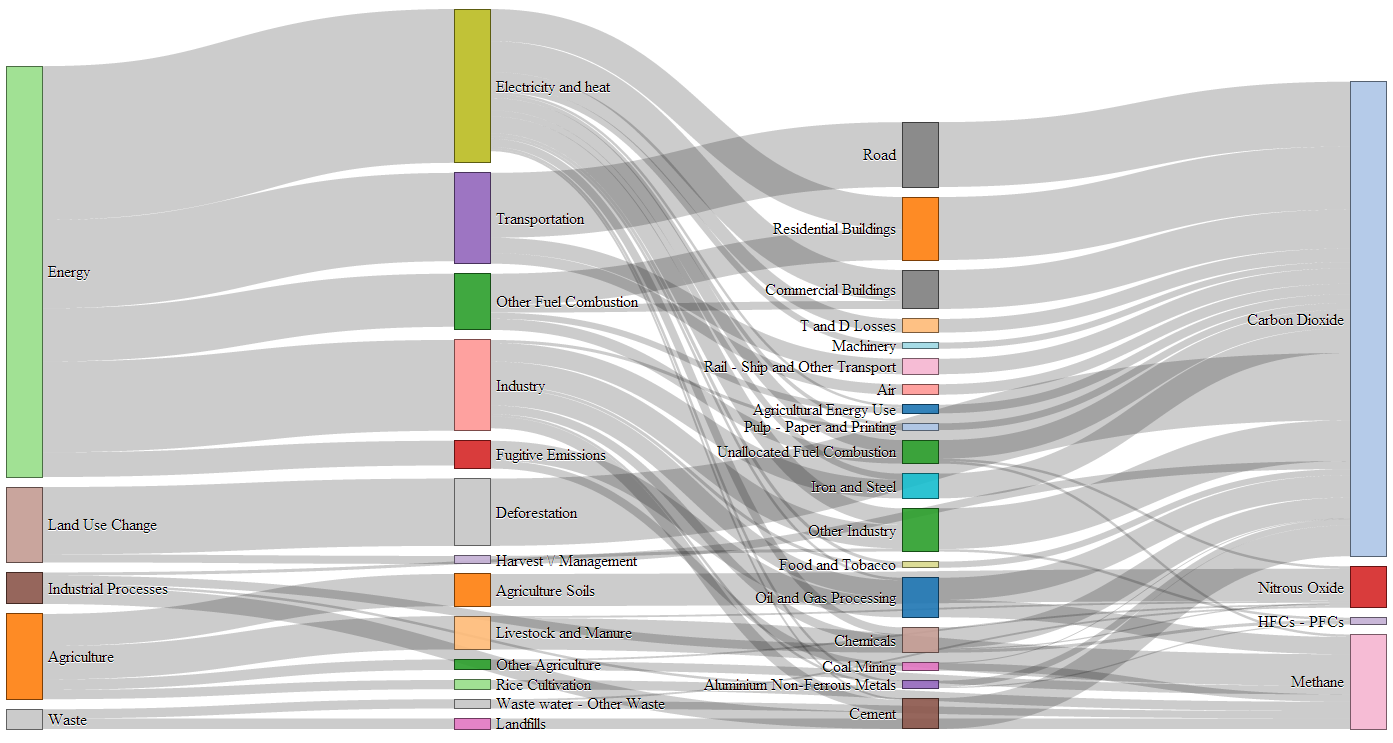 Energy
Land Use Change
Industrial Processes
Agriculture
Waste
Electricity and heat
Transportation
Other Fuel Combustion
Industry
Fugitive Emissions
Deforestation
Harvest \/ Management
Agriculture Soils
Livestock and Manure
Other Agriculture
Rice Cultivation
Waste water - Other Waste
Landfills
Road
Residential Buildings
Commercial Buildings
T and D Losses
Machinery
Rail - Ship and Other Transport
Air
Agricultural Energy Use
Pulp - Paper and Printing
Unallocated Fuel Combustion
Iron and Steel
Other Industry
Food and Tobacco
Oil and Gas Processing
Chemicals
Coal Mining
Aluminium Non-Ferrous Metals
Cement
Carbon Dioxide
Nitrous Oxide
HFCs - PFCs
Methane